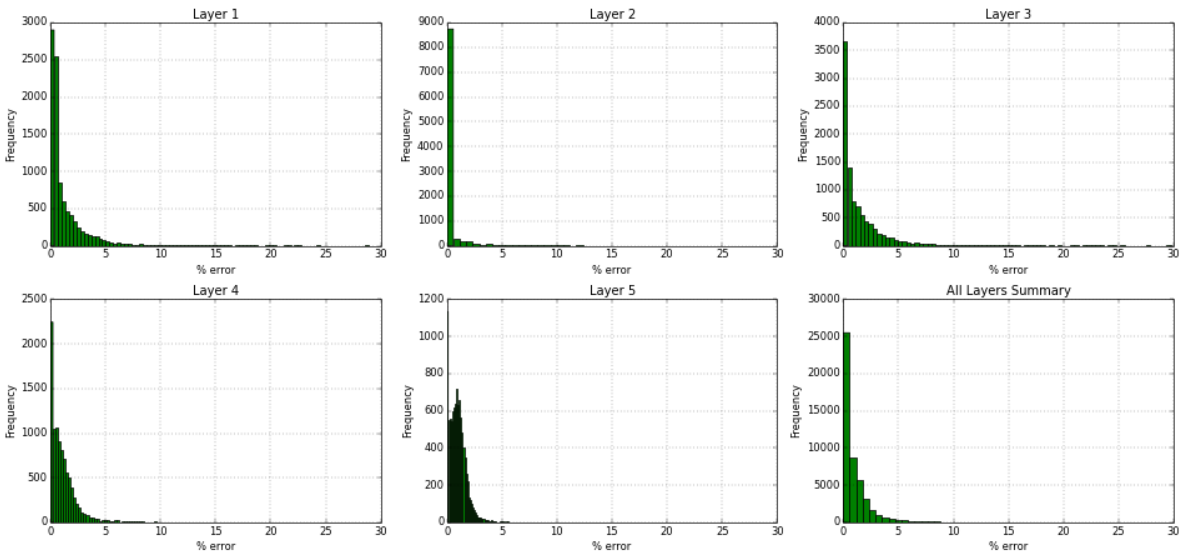 Layer 1
3000
2500
2000
1500
1000
500
0
Frequency
0 5 10 15 20 25 30
% error
Layer 2
9000
8000
7000
6000
5000
4000
3000
2000
1000
0
Frequency
0 5 10 15 20 25 30
% error
Layer 3
4000
3500
3000
2500
2000
1500
1000
500
0
Frequency
0 5 10 15 20 25 30
% error
Layer 4
2500
2000
1500
1000
500
0
Frequency
0 5 10 15 20 25 30
% error
Layer 5
1200
1000
800
600
400
200
0
Frequency
0 5 10 15 20 25 30
% error
All Layers Summary
30000
25000
20000
15000
10000
5000
0
Frequency
0 5 10 15 20 25 30
% error